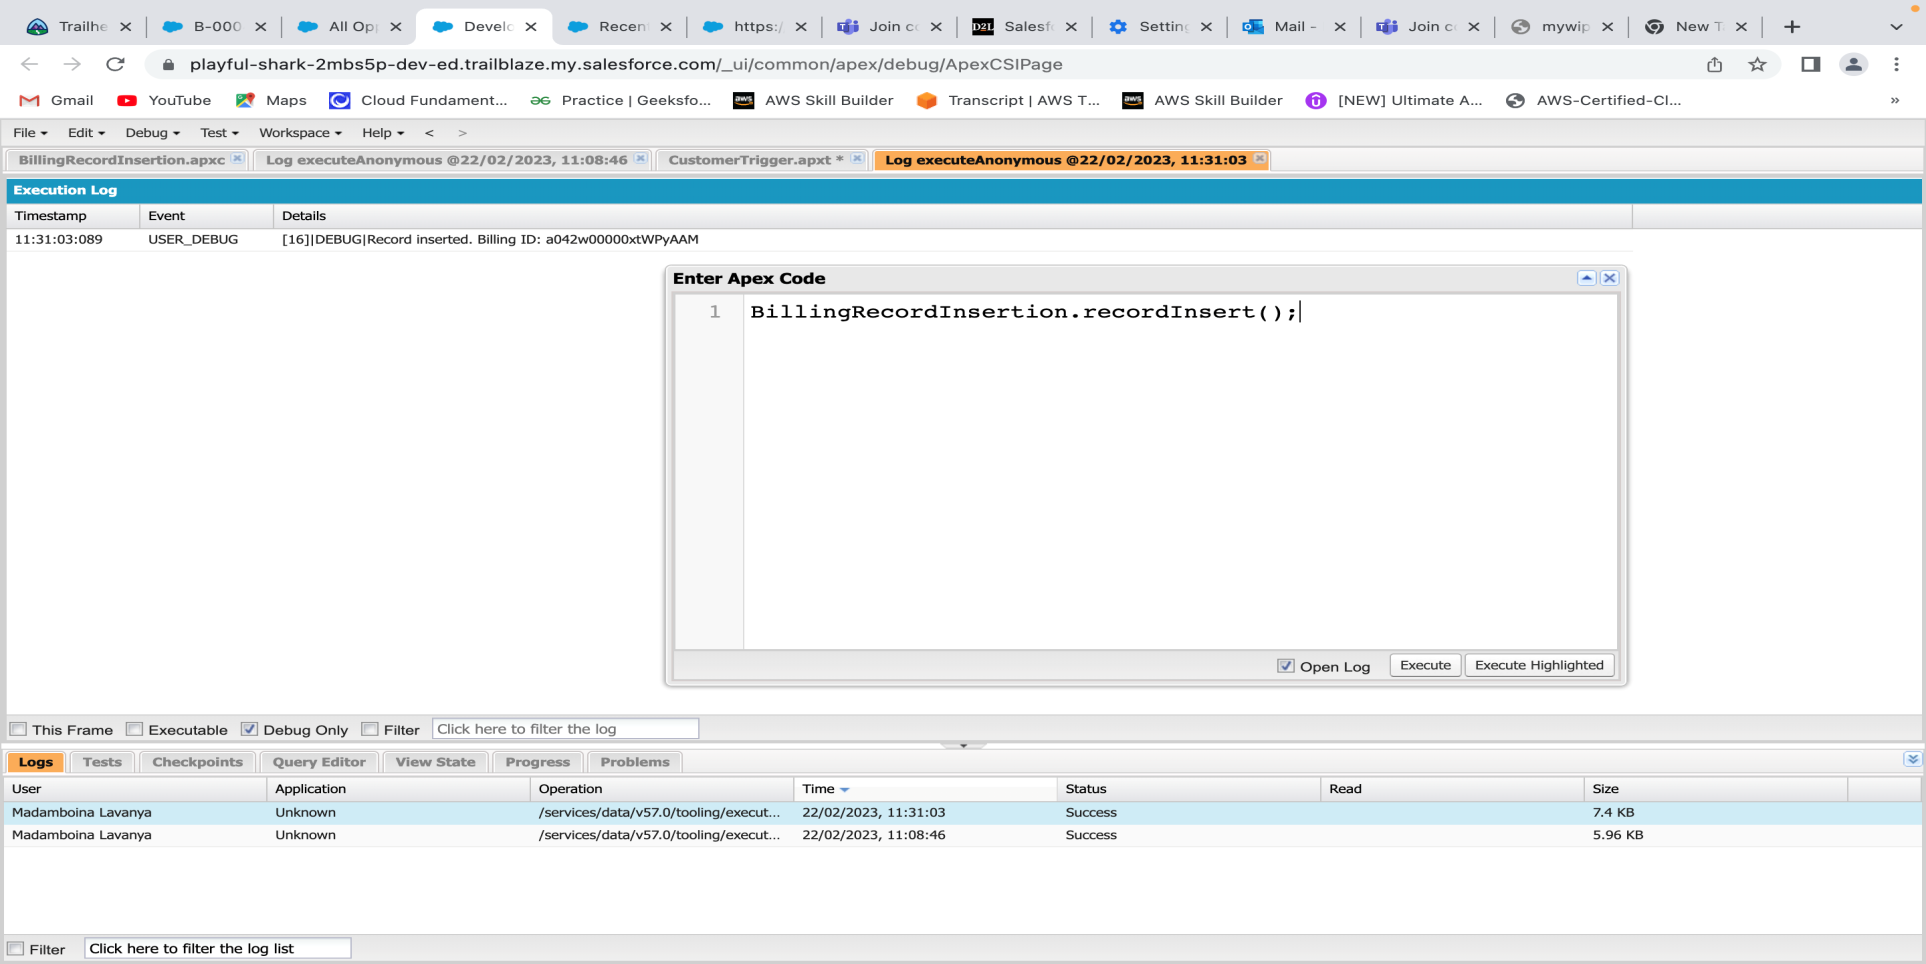 Trailhe
B-000
All Op
Develo
Recen
https:/
Join c
D2L Salesf
Setting
Mail -
Join c
mywip
New T
playful-shark-2mbs5p-dev-ed.trailblaze.my.salesforce.com/_ui/common/apex/debug/ApexCSIPage
Gmail YouTube Maps Cloud Fundament... Practice | Geeksfo... aws AWS Skill Builder Transcript | AWS T... aws AWS Skill Builder [NEW] Ultimate A... AWS-Certified-Cl... »
File Edit Debug Test Workspace Help < >
BillingRecordInsertion.apxc Log executeAnonymous @22/02/2023, 11:08:46 CustomerTrigger.apxt * Log executeAnonymous @22/02/2023, 11:31:03
Execution Log
Timestamp Event Details
11:31:03:089 USER_DEBUG [16]|DEBUG|Record inserted. Billing ID: a042w00000xtWPyAAM
Enter Apex Code
1 BillingRecordInsertion.recordInsert();
Open Log Execute Execute Highlighted
This Frame Executable Debug Only Filter Click here to filter the log
Logs Tests Checkpoints Query Editor View State Progress Problems
User Application Operation Time Status Read Size
Madamboina Lavanya Unknown /services/data/v57.0/tooling/execut... 22/02/2023, 11:31:03 Success 7.4 KB
Madamboina Lavanya Unknown /services/data/v57.0/tooling/execut... 22/02/2023, 11:08:46 Success 5.96 KB
Filter Click here to filter the log list